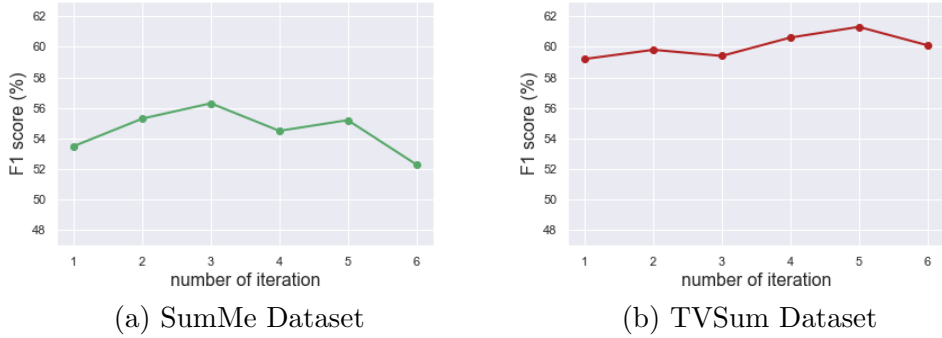 62
60
58
56
54
52
50
48
F1 score (%)
1 2 3 4 5 6
number of iteration
(a) SumMe Dataset
62
60
58
56
54
52
50
48
F1 score (%)
1 2 3 4 5 6
number of iteration
(b) TVSum Dataset